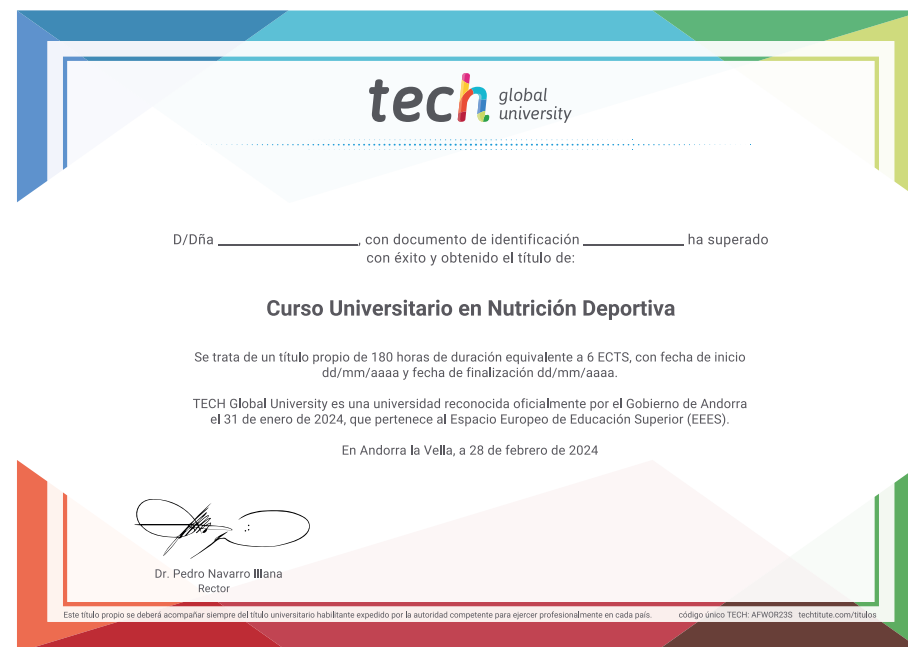 tech global university
D/Dña ____________________, con documento de identificación ______________ ha superado
con éxito y obtenido el título de:
Curso Universitario en Nutrición Deportiva
Se trata de un título propio de 180 horas de duración equivalente a 6 ECTS, con fecha de inicio
dd/mm/aaaa y fecha de finalización dd/mm/aaaa.
TECH Global University es una universidad reconocida oficialmente por el Gobierno de Andorra
el 31 de enero de 2024, que pertenece al Espacio Europeo de Educación Superior (EEES).
En Andorra la Vella, a 28 de febrero de 2024
Dr. Pedro Navarro Illana
Rector
Este título propio se deberá acompañar siempre del título universitario habilitante expedido por la autoridad competente para ejercer profesionalmente en cada país. código único TECH: AFWOR23S techtitute.com/titulos